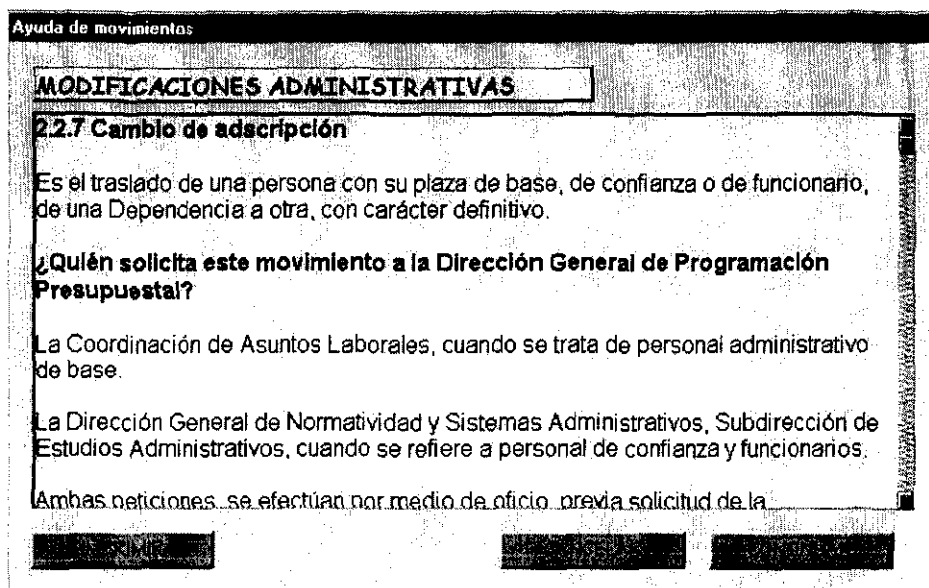 Ayuda de movimientos
MODIFICACIONES ADMINISTRATIVAS
2.2.7 Cambio de adscripción
Es el traslado de una persona con su plaza de base, de confianza o de funcionario,
de una Dependencia a otra, con carácter definitivo.
¿Quién solicita este movimiento a la Dirección General de Programación
Presupuestal?
La Coordinación de Asuntos Laborales, cuando se trata de personal administrativo
de base.
La Dirección General de Normatividad y Sistemas Administrativos, Subdirección de
Estudios Administrativos, cuando se refiere a personal de confianza y funcionarios.
Ambas peticiones se efectúan por medio de oficio, previa solicitud de la